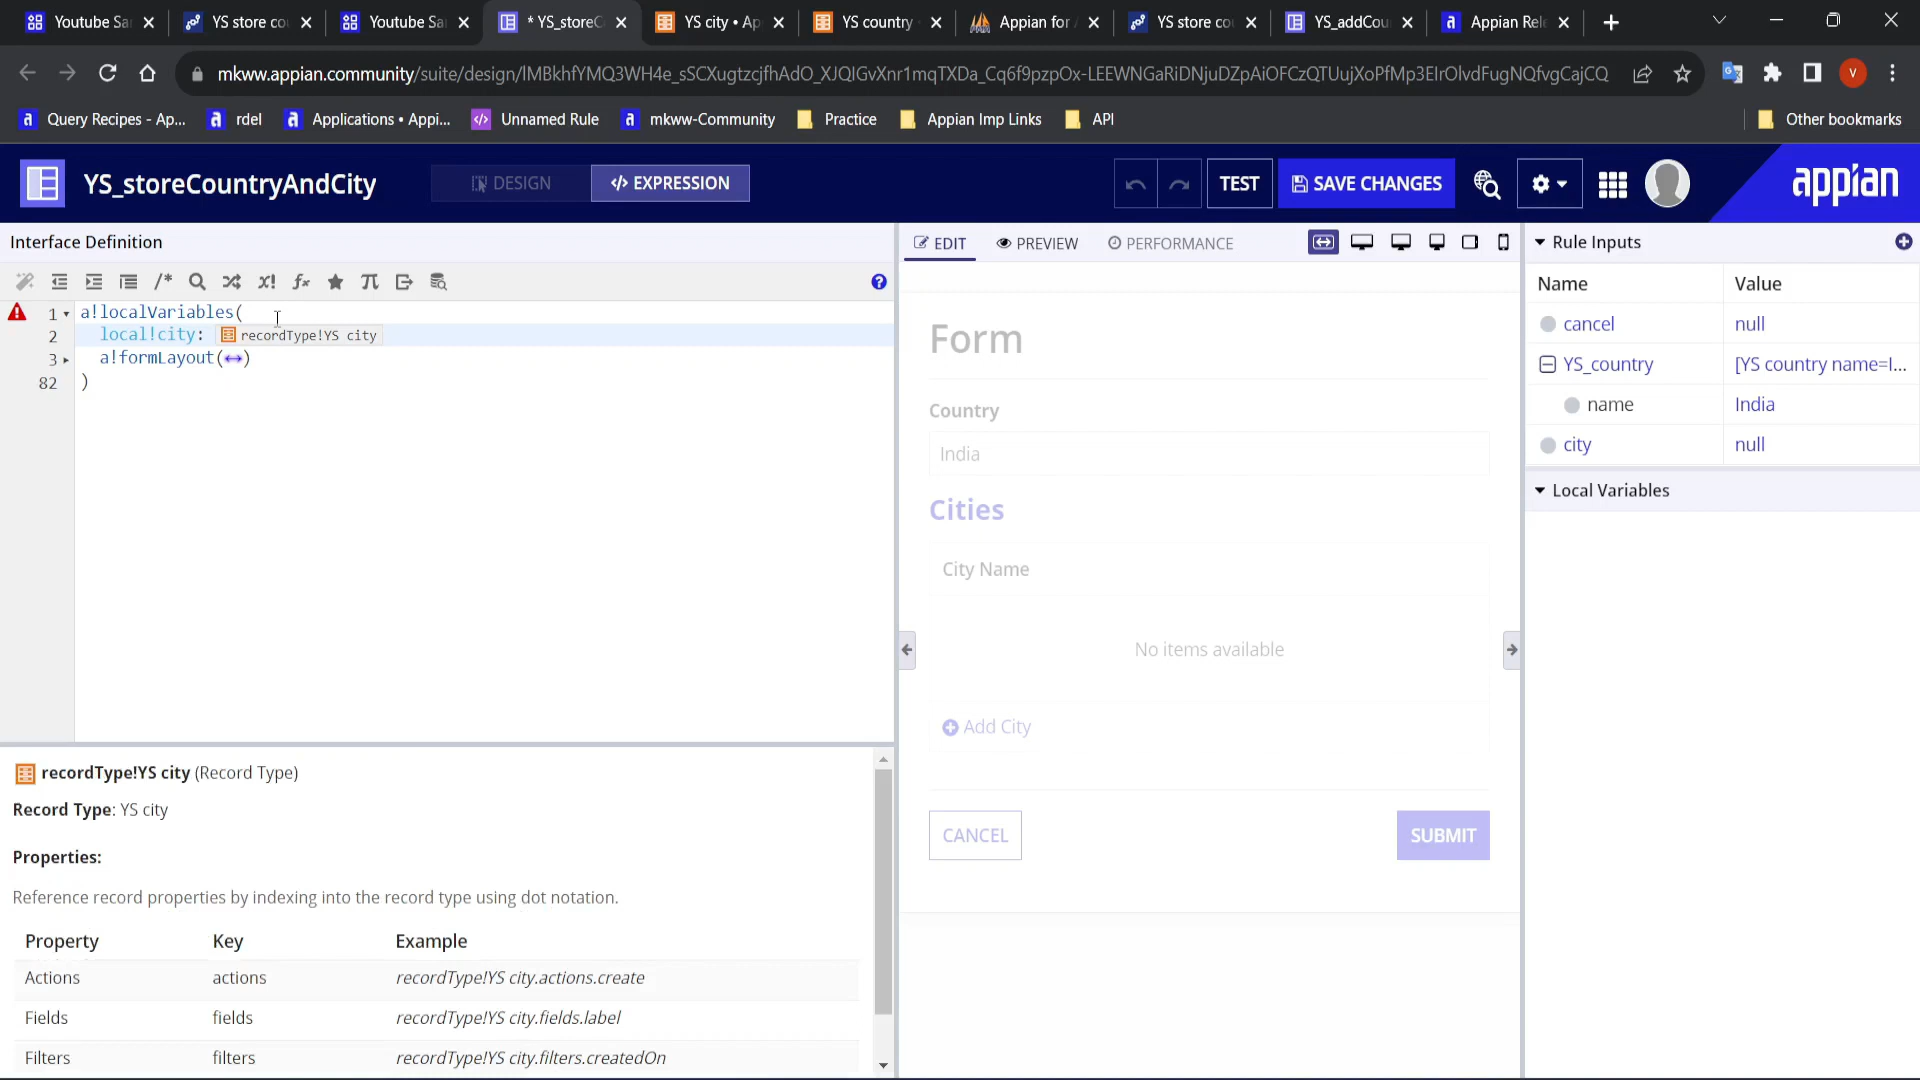 Youtube Sa
YS store co
Youtube Sa
* YS_storeC
YS city • Ap
YS country
Appian for
YS store co
YS_addCou
Appian Rele
mkww.appian.community/suite/design/
Query Recipes - Ap...
rdel
Applications • Appi...
Unnamed Rule
mkww-Community
Practice
Appian Imp Links
API
Other bookmarks
V
YS_storeCountryAndCity
DESIGN
</> EXPRESSION
TEST
SAVE CHANGES
appian
Interface Definition
EDIT
PREVIEW
PERFORMANCE
Rule Inputs
1 a!localVariables(
2 local!city: recordType!YS city
3 a!formLayout(↔)
82 )
Form
Country
India
Cities
City Name
No items available
Add City
CANCEL
SUBMIT
Name Value
cancel null
YS_country [YS country name=I...
name India
city null
Local Variables
recordType!YS city (Record Type)
Record Type: YS city
Properties:
Reference record properties by indexing into the record type using dot notation.
Property Key Example
Actions actions recordType!YS city.actions.create
Fields fields recordType!YS city.fields.label
Filters filters recordType!YS city.filters.createdOn